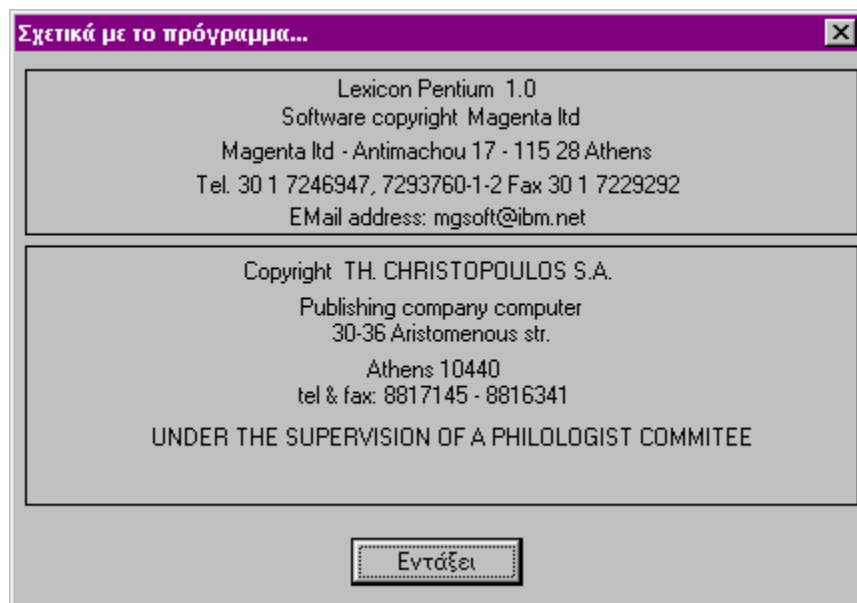 Σχετικά με το πρόγραμμα...
Lexicon Pentium 1.0
Software copyright Magenta ltd
Magenta ltd - Antimachou 17 - 115 28 Athens
Tel. 30 1 7246947, 7293760-1-2 Fax 30 1 7229292
EMail address: mgsoft@ibm.net
Copyright TH. CHRISTOPOULOS S.A.
Publishing company computer
30-36 Aristomenous str.
Athens 10440
tel & fax: 8817145 - 8816341
UNDER THE SUPERVISION OF A PHILOLOGIST COMMITEE
Εντάξει